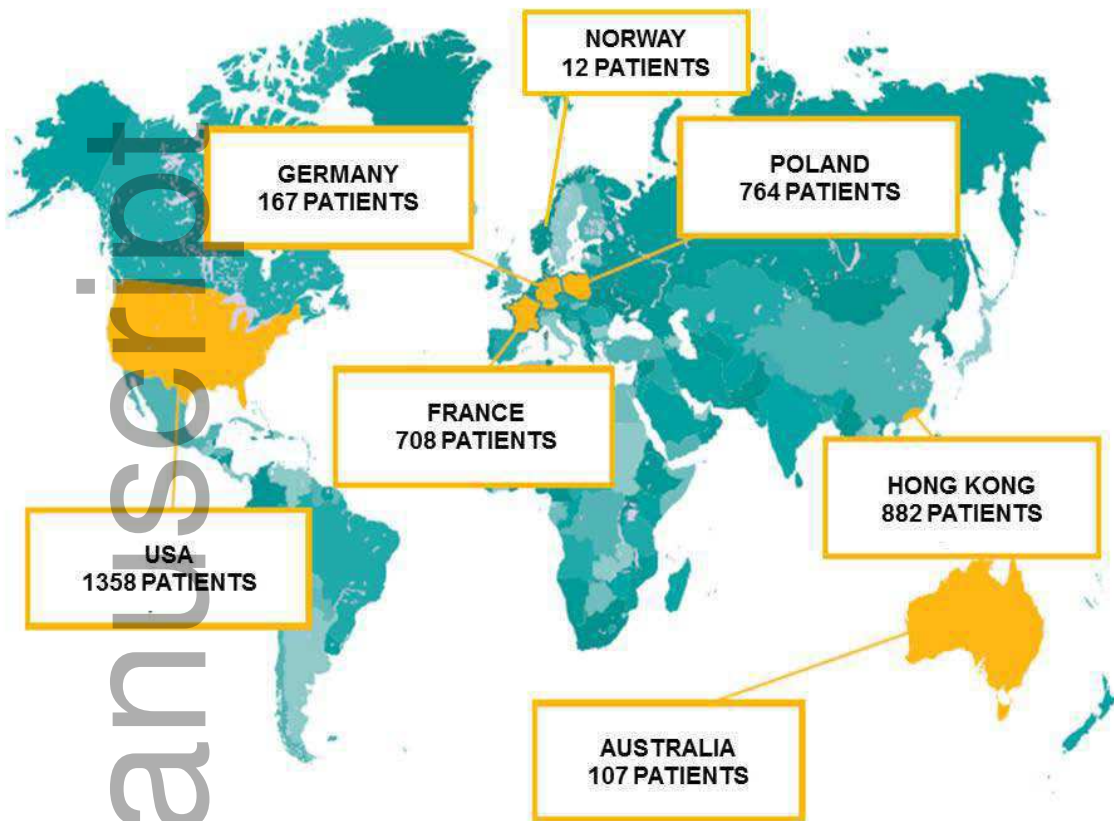 NORWAY
12 PATIENTS
GERMANY
167 PATIENTS
POLAND
764 PATIENTS
FRANCE
708 PATIENTS
HONG KONG
882 PATIENTS
USA
1358 PATIENTS
AUSTRALIA
107 PATIENTS
anuscript